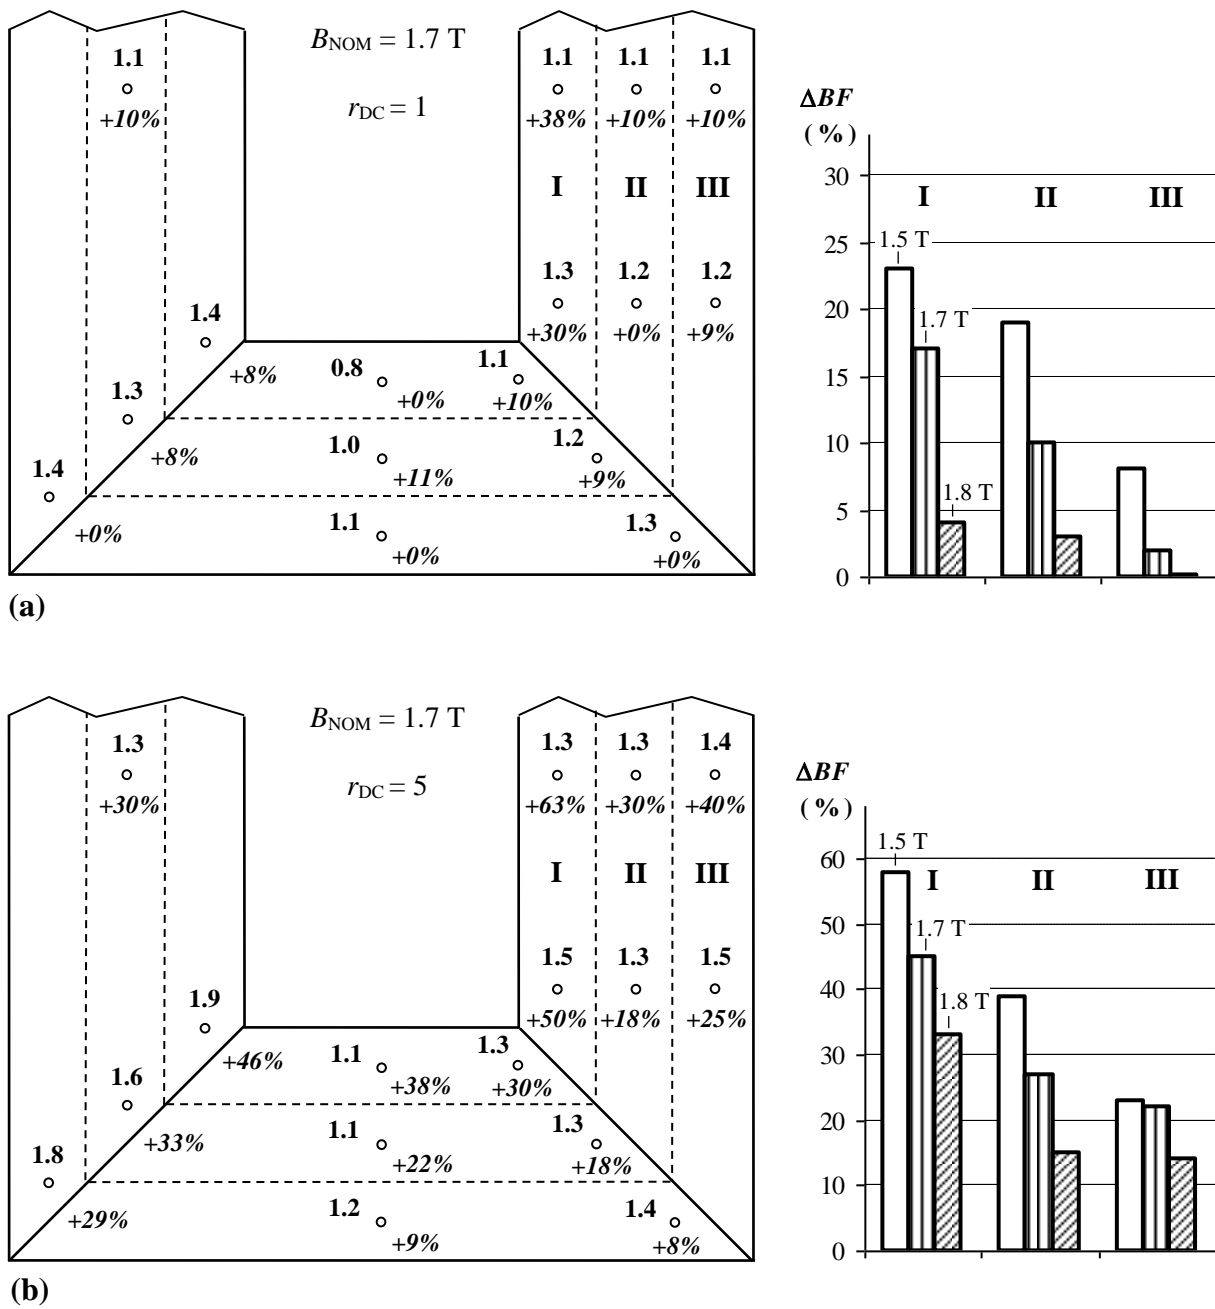 B_NOM = 1.7 T
r_DC = 1
1.1
+10%
1.1 1.1 1.1
+38% +10% +10%
I II III
1.3 1.2 1.2
+30% +0% +9%
1.4
+8%
0.8
+0%
1.1
+10%
1.3
+8%
1.0
+11%
1.2
+9%
1.4
+0%
1.1
+0%
1.3
+0%
ΔBF
(%)
30
25
20
15
10
5
0
I II III
1.5 T
1.7 T
1.8 T
(a)
B_NOM = 1.7 T
r_DC = 5
1.3
+30%
1.3 1.3 1.4
+63% +30% +40%
I II III
1.5 1.3 1.5
+50% +18% +25%
1.9
+46%
1.1
+38%
1.3
+30%
1.6
+33%
1.1
+22%
1.3
+18%
1.8
+29%
1.2
+9%
1.4
+8%
ΔBF
(%)
60
50
40
30
20
10
0
1.5 T
I II III
1.7 T
1.8 T
(b)